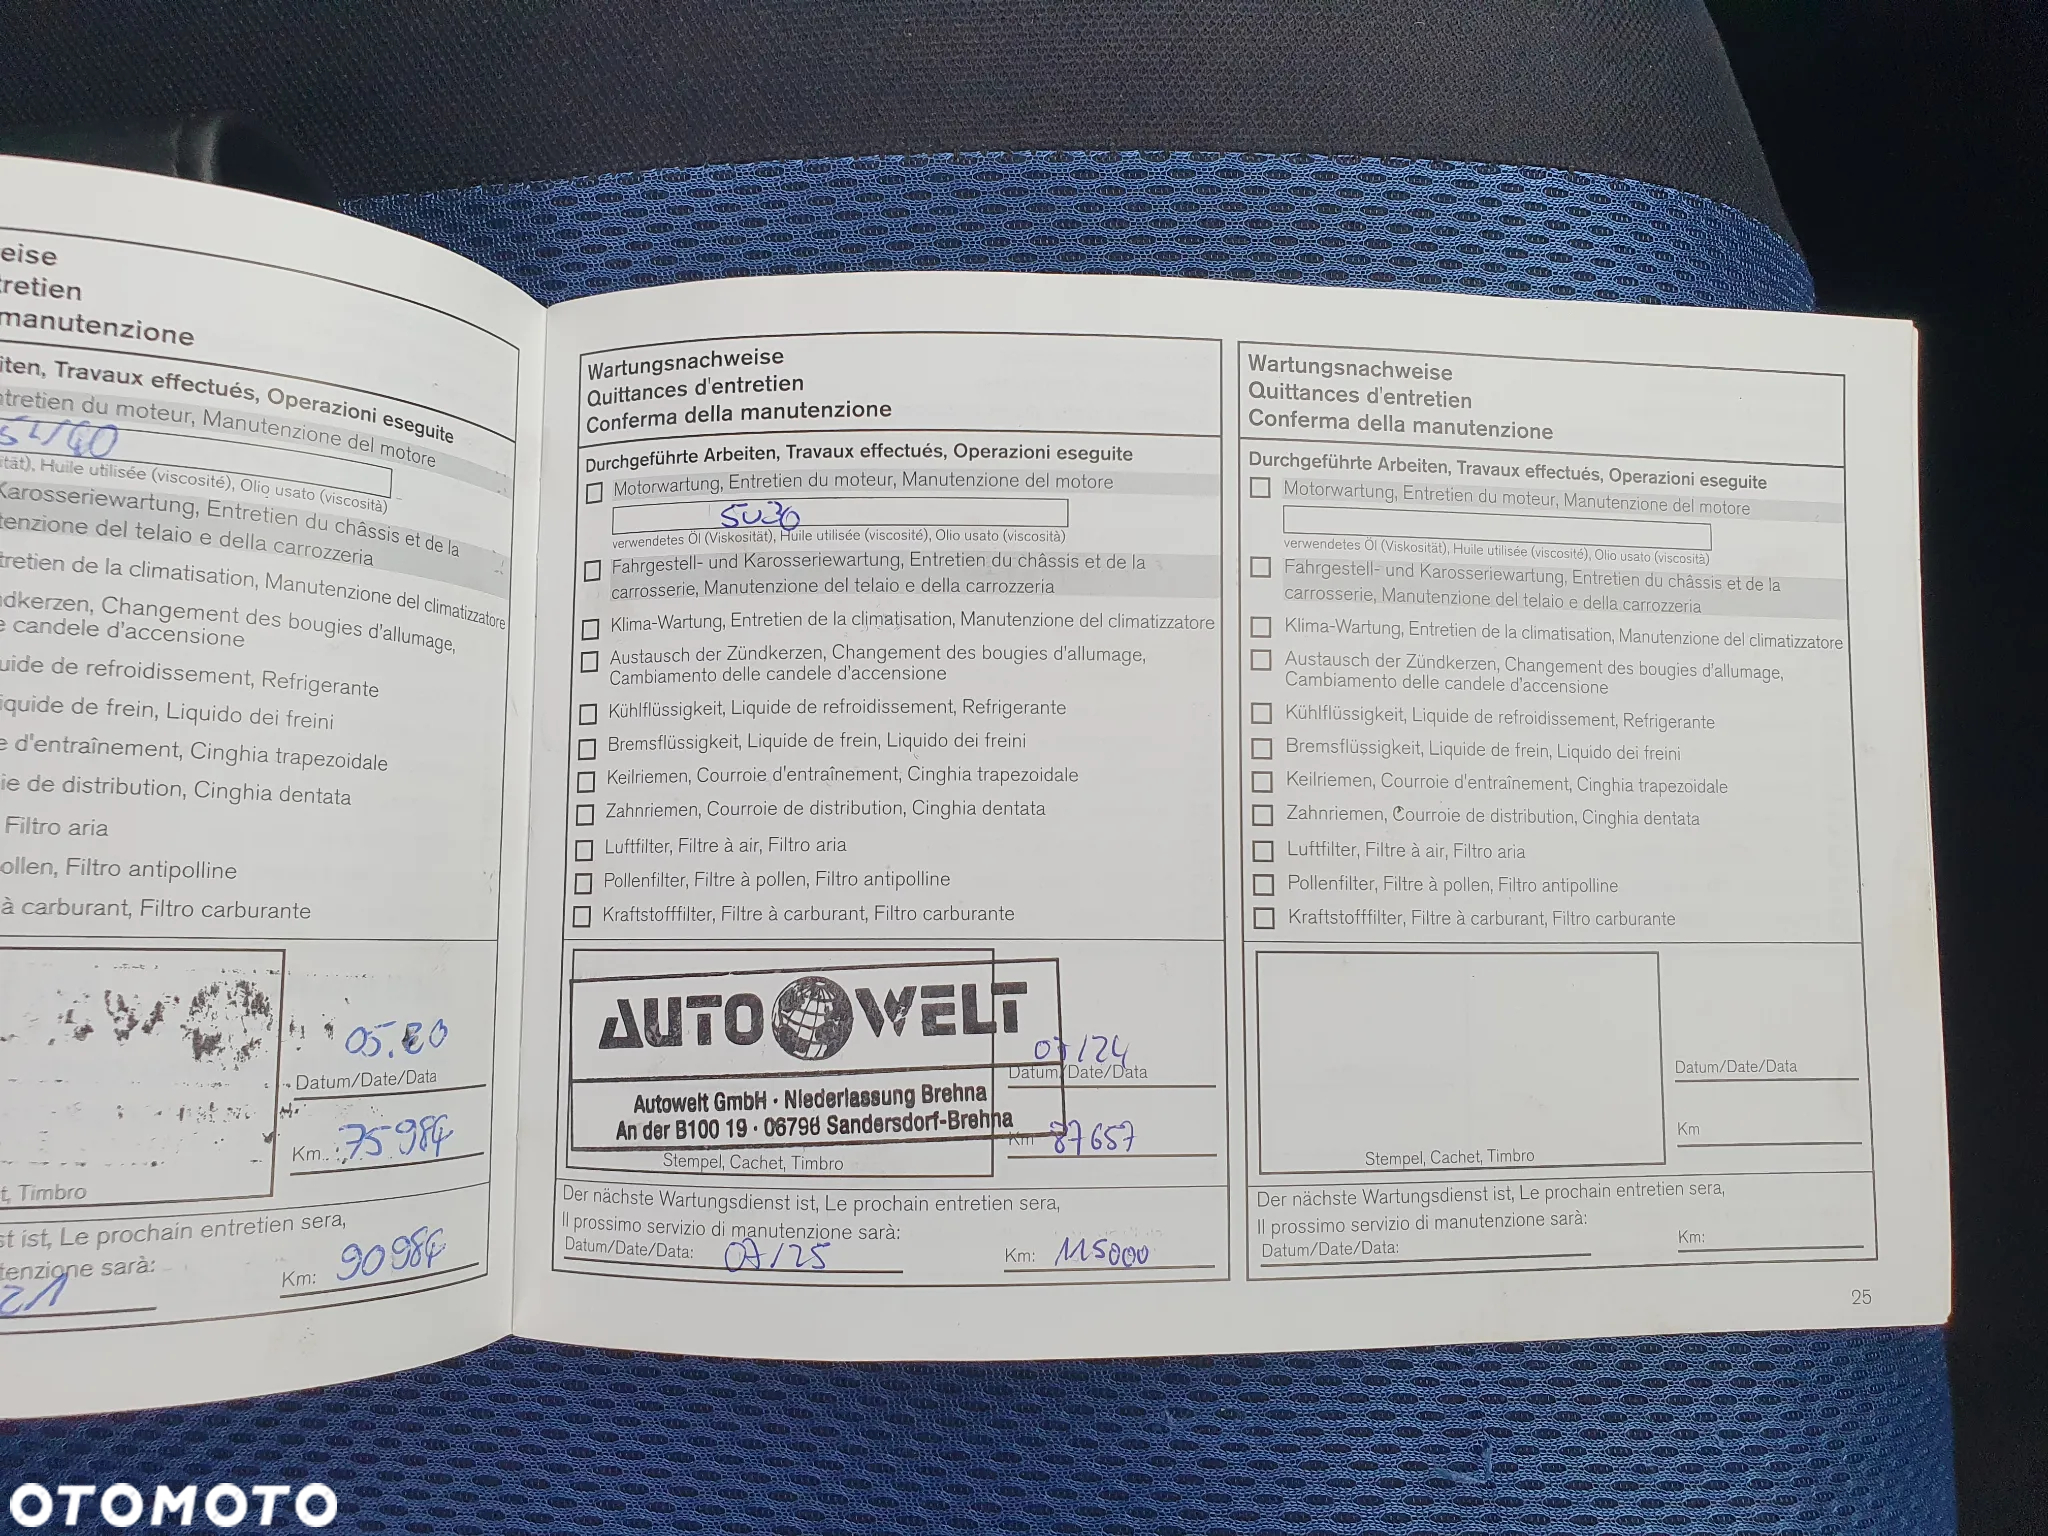 eise
retien
manutenzione
iten, Travaux effectués, Operazioni eseguite
ntretien du moteur, Manutenzione del motore
tät), Huile utilisée (viscosité), Olio usato (viscosità)
Karosseriewartung, Entretien du châssis et de la
tenzione del telaio e della carrozzeria
tretien de la climatisation, Manutenzione del climatizzatore
ndkerzen, Changement des bougies d'allumage,
e candele d'accensione
uide de refroidissement, Refrigerante
iquide de frein, Liquido dei freini
e d'entraînement, Cinghia trapezoidale
ie de distribution, Cinghia dentata
Filtro aria
ollen, Filtro antipolline
à carburant, Filtro carburante
Datum/Date/Data
Km 75984
t, Timbro
st ist, Le prochain entretien sera,
tenzione sarà:
21
Km: 90984
Wartungsnachweise
Quittances d'entretien
Conferma della manutenzione
Durchgeführte Arbeiten, Travaux effectués, Operazioni eseguite
Motorwartung, Entretien du moteur, Manutenzione del motore
5W30
verwendetes Öl (Viskosität), Huile utilisée (viscosité), Olio usato (viscosità)
Fahrgestell- und Karosseriewartung, Entretien du châssis et de la
carrosserie, Manutenzione del telaio e della carrozzeria
Klima-Wartung, Entretien de la climatisation, Manutenzione del climatizzatore
Austausch der Zündkerzen, Changement des bougies d'allumage,
Cambiamento delle candele d'accensione
Kühlflüssigkeit, Liquide de refroidissement, Refrigerante
Bremsflüssigkeit, Liquide de frein, Liquido dei freini
Keilriemen, Courroie d'entraînement, Cinghia trapezoidale
Zahnriemen, Courroie de distribution, Cinghia dentata
Luftfilter, Filtre à air, Filtro aria
Pollenfilter, Filtre à pollen, Filtro antipolline
Kraftstofffilter, Filtre à carburant, Filtro carburante
AUTO WELT
07/24
Datum/Date/Data
Autowelt GmbH · Niederlassung Brehna
An der B100 19 · 06796 Sandersdorf-Brehna
Km 87657
Stempel, Cachet, Timbro
Der nächste Wartungsdienst ist, Le prochain entretien sera,
Il prossimo servizio di manutenzione sarà:
Datum/Date/Data: 07/25
Km: 115000
Wartungsnachweise
Quittances d'entretien
Conferma della manutenzione
Durchgeführte Arbeiten, Travaux effectués, Operazioni eseguite
Motorwartung, Entretien du moteur, Manutenzione del motore
verwendetes Öl (Viskosität), Huile utilisée (viscosité), Olio usato (viscosità)
Fahrgestell- und Karosseriewartung, Entretien du châssis et de la
carrosserie, Manutenzione del telaio e della carrozzeria
Klima-Wartung, Entretien de la climatisation, Manutenzione del climatizzatore
Austausch der Zündkerzen, Changement des bougies d'allumage,
Cambiamento delle candele d'accensione
Kühlflüssigkeit, Liquide de refroidissement, Refrigerante
Bremsflüssigkeit, Liquide de frein, Liquido dei freini
Keilriemen, Courroie d'entraînement, Cinghia trapezoidale
Zahnriemen, Courroie de distribution, Cinghia dentata
Luftfilter, Filtre à air, Filtro aria
Pollenfilter, Filtre à pollen, Filtro antipolline
Kraftstofffilter, Filtre à carburant, Filtro carburante
Datum/Date/Data
Km
Stempel, Cachet, Timbro
Der nächste Wartungsdienst ist, Le prochain entretien sera,
Il prossimo servizio di manutenzione sarà:
Datum/Date/Data:
Km:
25
OTOMOTO